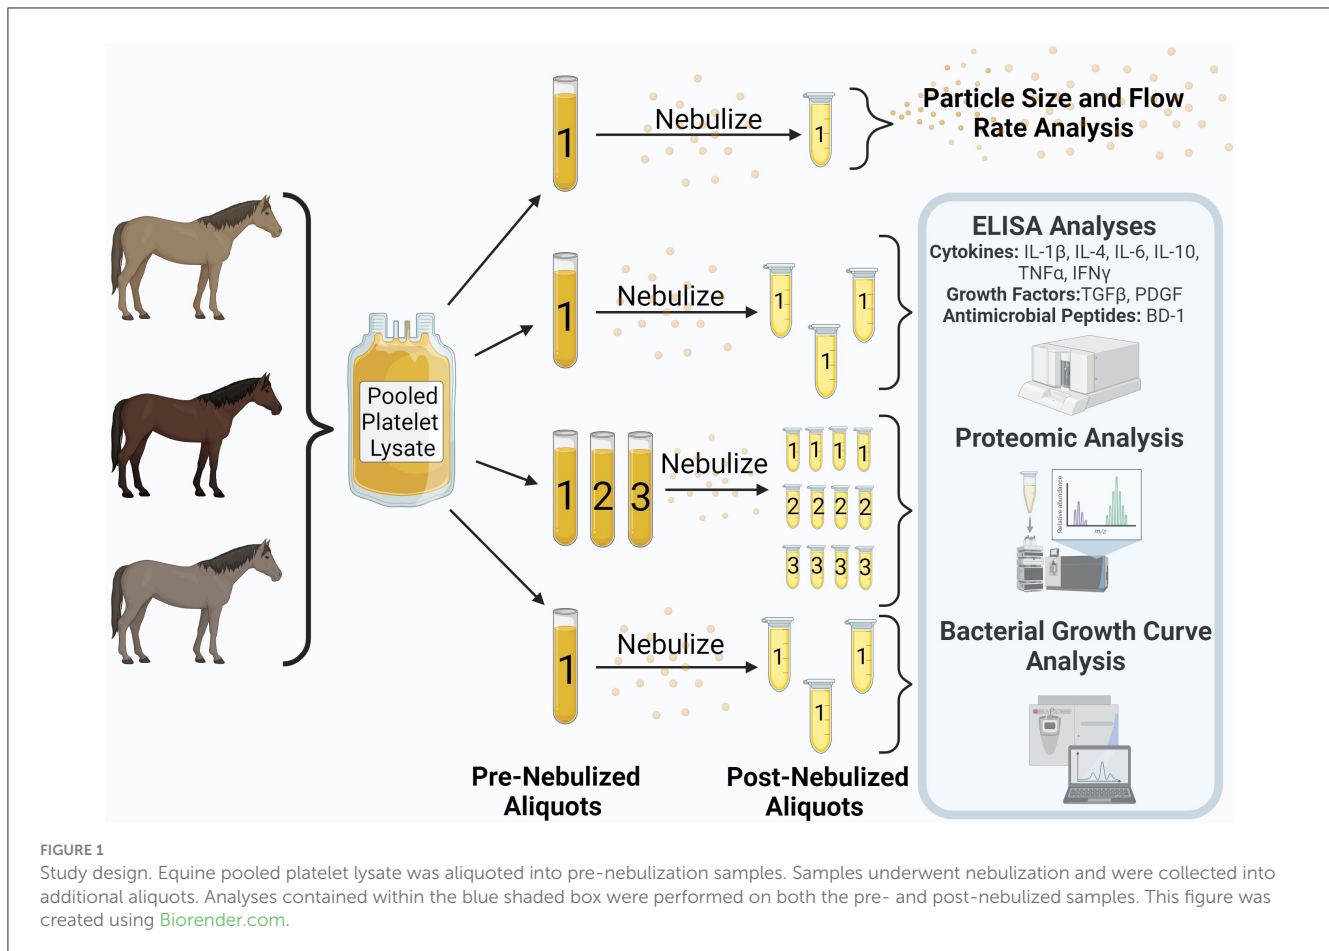 1
Nebulize
1
Particle Size and Flow
Rate Analysis
1
Nebulize
1
1
1
ELISA Analyses
Cytokines: IL-1β, IL-4, IL-6, IL-10,
TNFα, IFNγ
Growth Factors:TGFβ, PDGF
Antimicrobial Peptides: BD-1
Pooled
Platelet
Lysate
1 2 3
Nebulize
1 1 1 1
2 2 2 2
3 3 3 3
Proteomic Analysis
Relative abundance
m/z
1
Nebulize
1
1
1
Bacterial Growth Curve
Analysis
Pre-Nebulized
Aliquots
Post-Nebulized
Aliquots
FIGURE 1
Study design. Equine pooled platelet lysate was aliquoted into pre-nebulization samples. Samples underwent nebulization and were collected into
additional aliquots. Analyses contained within the blue shaded box were performed on both the pre- and post-nebulized samples. This figure was
created using Biorender.com.